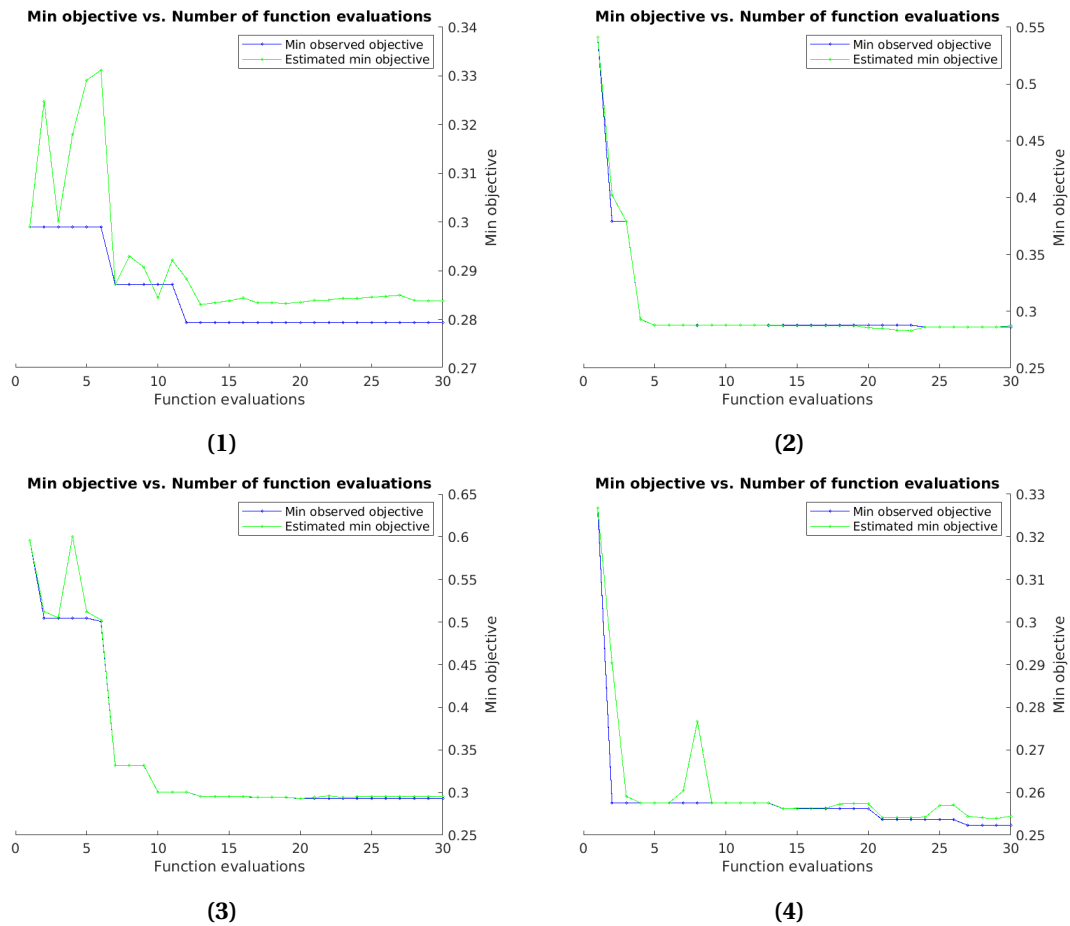 Min objective vs. Number of function evaluations
Min observed objective
Estimated min objective
0.34
0.33
0.32
0.31
0.3
0.29
0.28
0.27
Min objective
0 5 10 15 20 25 30
Function evaluations
(1)
Min objective vs. Number of function evaluations
Min observed objective
Estimated min objective
0.55
0.5
0.45
0.4
0.35
0.3
0.25
Min objective
0 5 10 15 20 25 30
Function evaluations
(2)
Min objective vs. Number of function evaluations
Min observed objective
Estimated min objective
0.65
0.6
0.55
0.5
0.45
0.4
0.35
0.3
0.25
Min objective
0 5 10 15 20 25 30
Function evaluations
(3)
Min objective vs. Number of function evaluations
Min observed objective
Estimated min objective
0.33
0.32
0.31
0.3
0.29
0.28
0.27
0.26
0.25
Min objective
0 5 10 15 20 25 30
Function evaluations
(4)